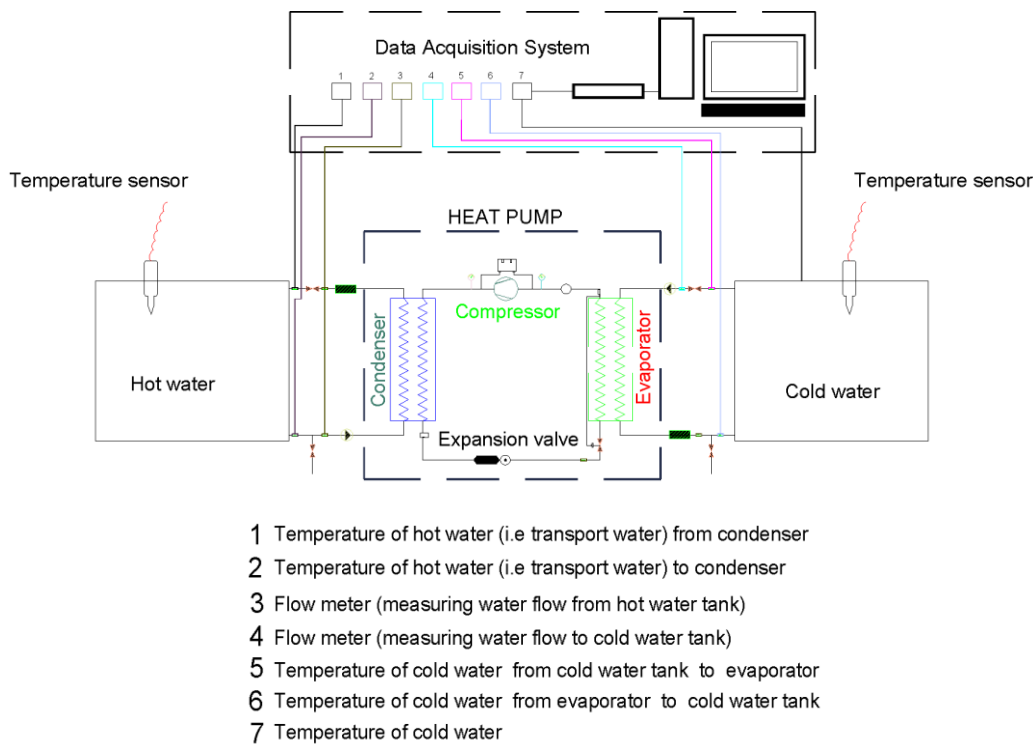 Data Acquisition System
1 2 3 4 5 6 7
Temperature sensor
Temperature sensor
HEAT PUMP
Compressor
Condenser
Evaporator
Hot water
Cold water
Expansion valve
1 Temperature of hot water (i.e transport water) from condenser
2 Temperature of hot water (i.e transport water) to condenser
3 Flow meter (measuring water flow from hot water tank)
4 Flow meter (measuring water flow to cold water tank)
5 Temperature of cold water from cold water tank to evaporator
6 Temperature of cold water from evaporator to cold water tank
7 Temperature of cold water